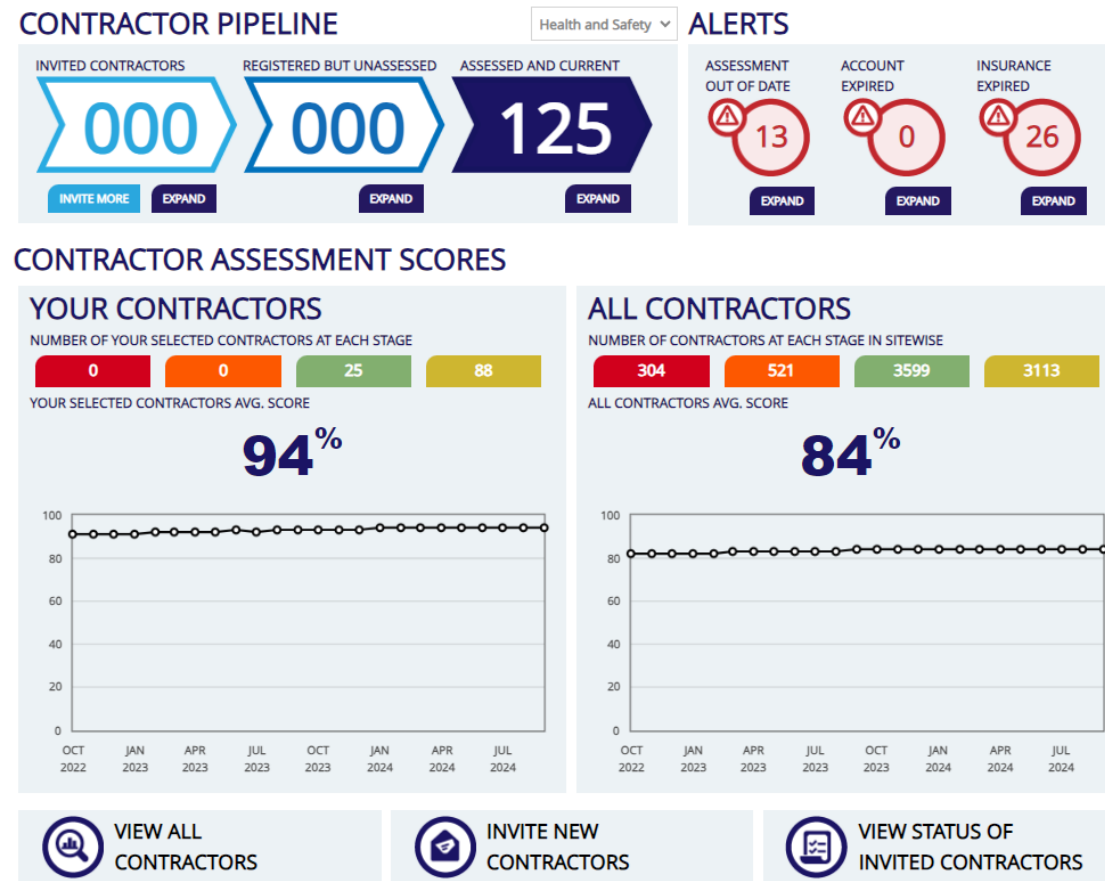 CONTRACTOR PIPELINE
Health and Safety
INVITED CONTRACTORS
REGISTERED BUT UNASSESSED
ASSESSED AND CURRENT
000
000
125
INVITE MORE
EXPAND
EXPAND
EXPAND
ALERTS
ASSESSMENT
OUT OF DATE
ACCOUNT
EXPIRED
INSURANCE
EXPIRED
13
0
26
EXPAND
EXPAND
EXPAND
CONTRACTOR ASSESSMENT SCORES
YOUR CONTRACTORS
NUMBER OF YOUR SELECTED CONTRACTORS AT EACH STAGE
0 0 25 88
YOUR SELECTED CONTRACTORS AVG. SCORE
94%
100
80
60
40
20
0
OCT JAN APR JUL OCT JAN APR JUL
2022 2023 2023 2023 2023 2024 2024 2024
ALL CONTRACTORS
NUMBER OF CONTRACTORS AT EACH STAGE IN SITEWISE
304 521 3599 3113
ALL CONTRACTORS AVG. SCORE
84%
100
80
60
40
20
0
OCT JAN APR JUL OCT JAN APR JUL
2022 2023 2023 2023 2023 2024 2024 2024
VIEW ALL
CONTRACTORS
INVITE NEW
CONTRACTORS
VIEW STATUS OF
INVITED CONTRACTORS